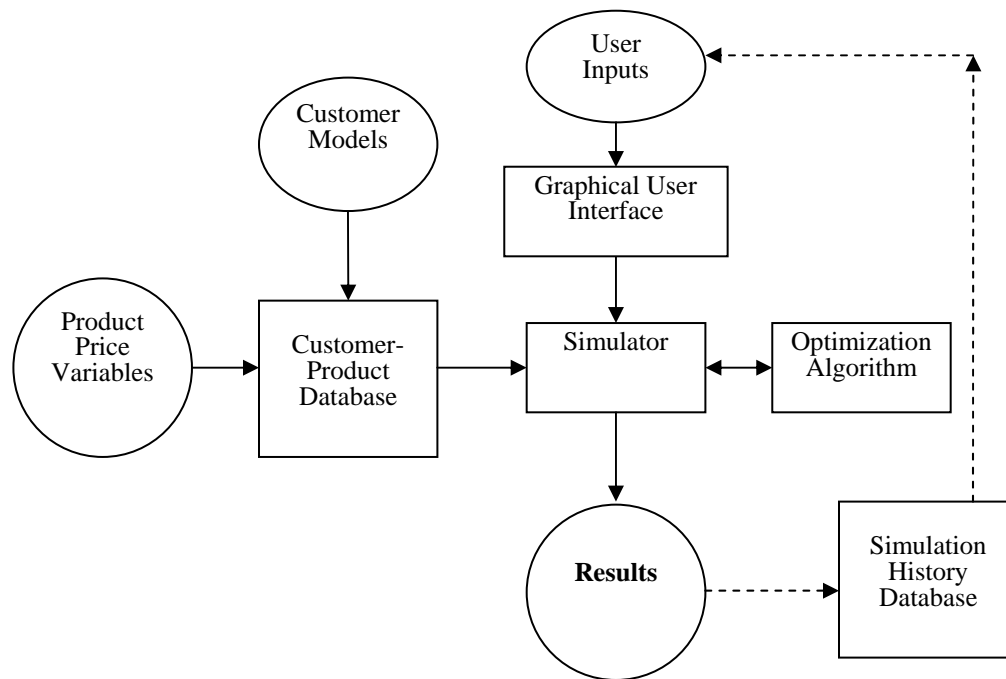 User
Inputs
Customer
Models
Graphical User
Interface
Product
Price
Variables
Customer-
Product
Database
Simulator
Optimization
Algorithm
Results
Simulation
History
Database